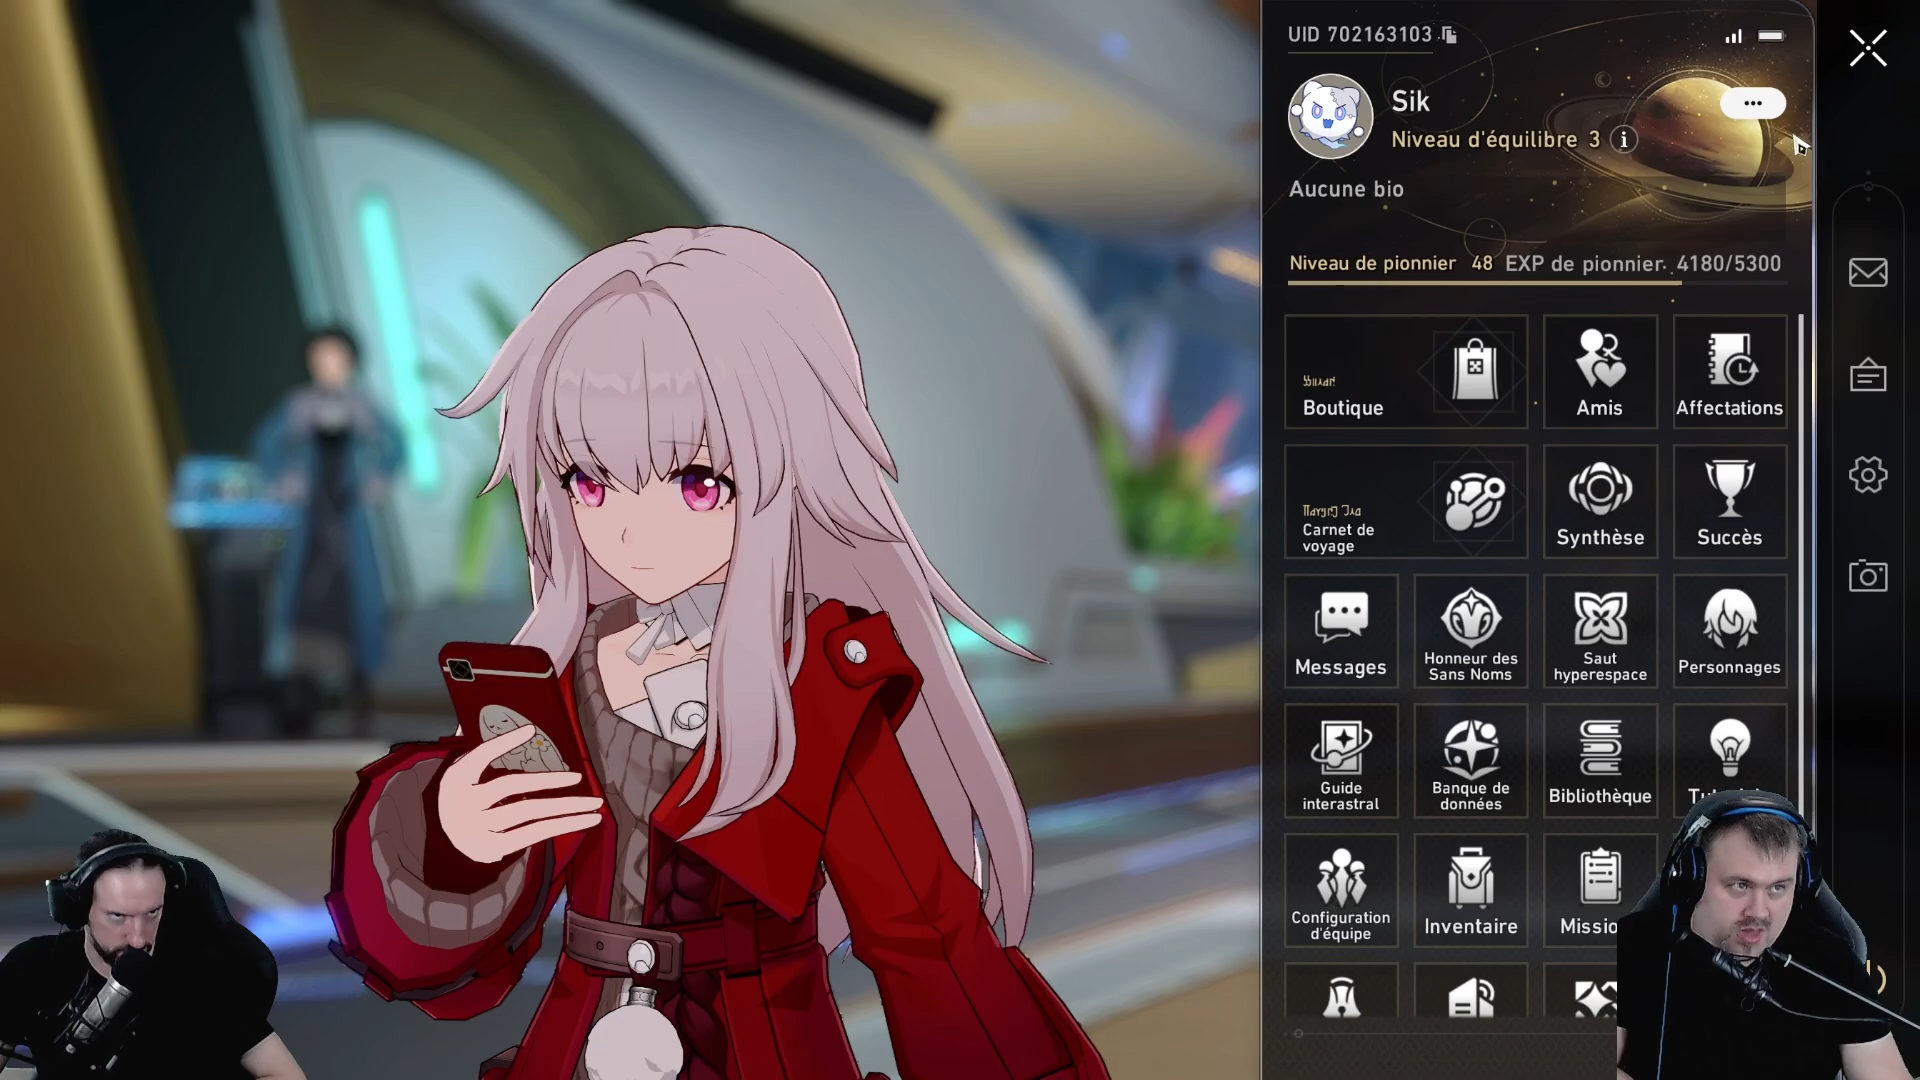 UID 702163103
Sik
Niveau d'équilibre 3
Aucune bio
Niveau de pionnier 48 EXP de pionnier 4180/5300
Boutique
Amis
Affectations
Carnet de
voyage
Synthèse
Succès
Messages
Honneur des
Sans Noms
Saut
hyperespace
Personnages
Guide
interastral
Banque de
données
Bibliothèque
Configuration
d'équipe
Inventaire